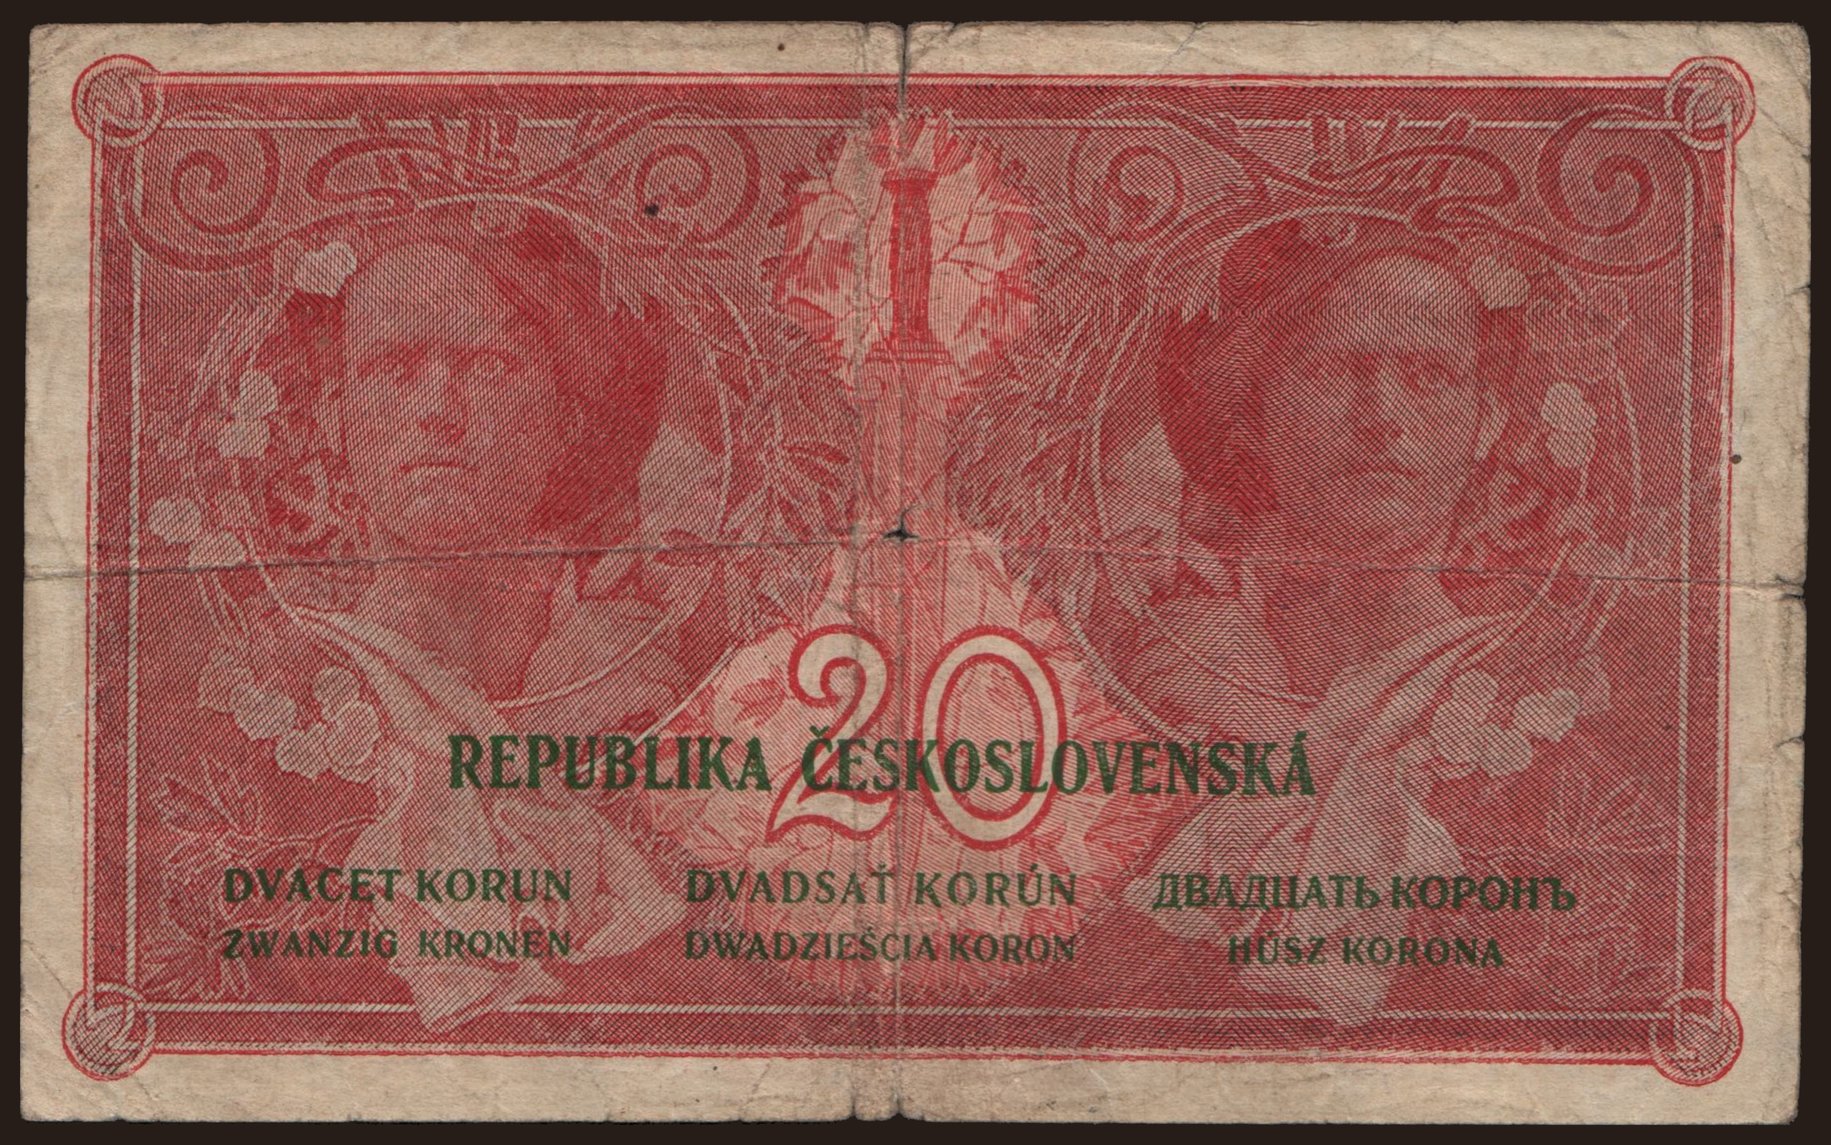 20
REPUBLIKA ČESKOSLOVENSKÁ
DVACET KORUN DVADSAŤ KORÚN ДВАДЦАТЬ КОРОНЪ
ZWANZIG KRONEN DWADZIEŚCIA KORON HÚSZ KORONA